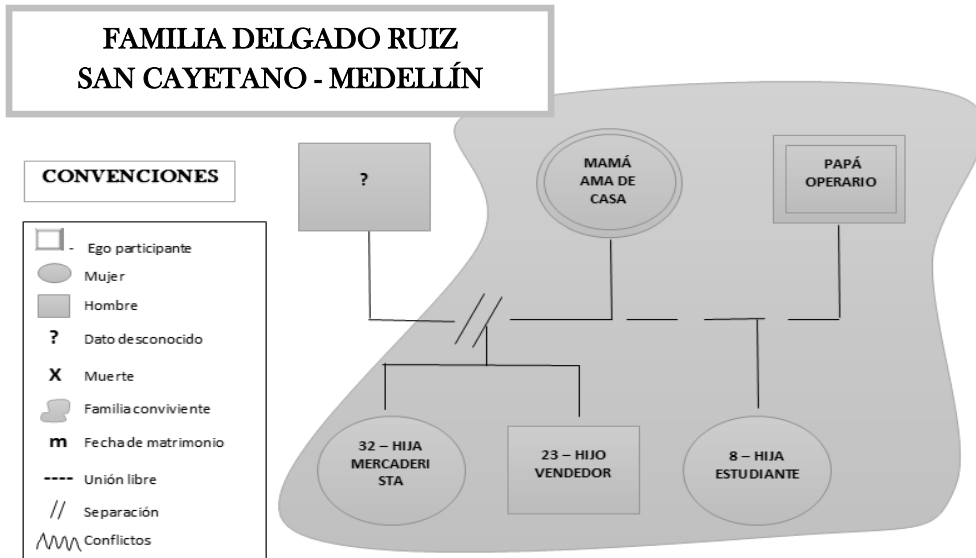 FAMILIA DELGADO RUIZ
SAN CAYETANO - MEDELLÍN
CONVENCIONES
- Ego participante
Mujer
Hombre
? Dato desconocido
X Muerte
Familia conviviente
m Fecha de matrimonio
---- Unión libre
// Separación
Conflictos
?
MAMÁ
AMA DE
CASA
PAPÁ
OPERARIO
32 – HIJA
MERCADERI
STA
23 – HIJO
VENDEDOR
8 – HIJA
ESTUDIANTE